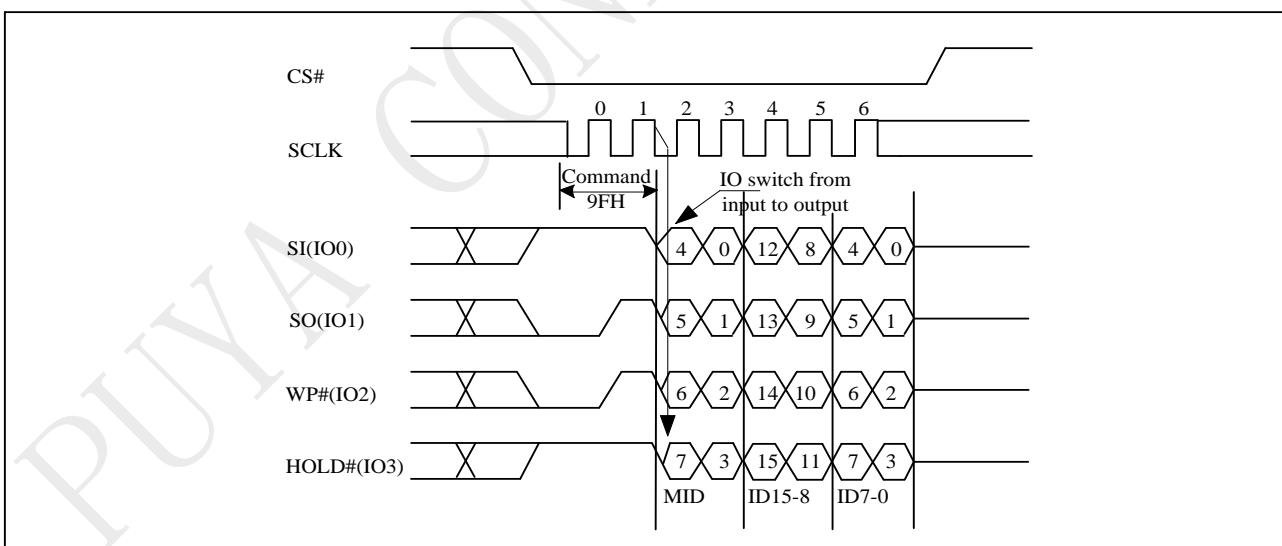 PUYA CON
CS#
0 1 2 3 4 5 6
SCLK
Command
9FH
IO switch from
input to output
SI(IO0) 4 0 12 8 4 0
SO(IO1) 5 1 13 9 5 1
WP#(IO2) 6 2 14 10 6 2
HOLD#(IO3) 7 3 15 11 7 3
MID ID15-8 ID7-0